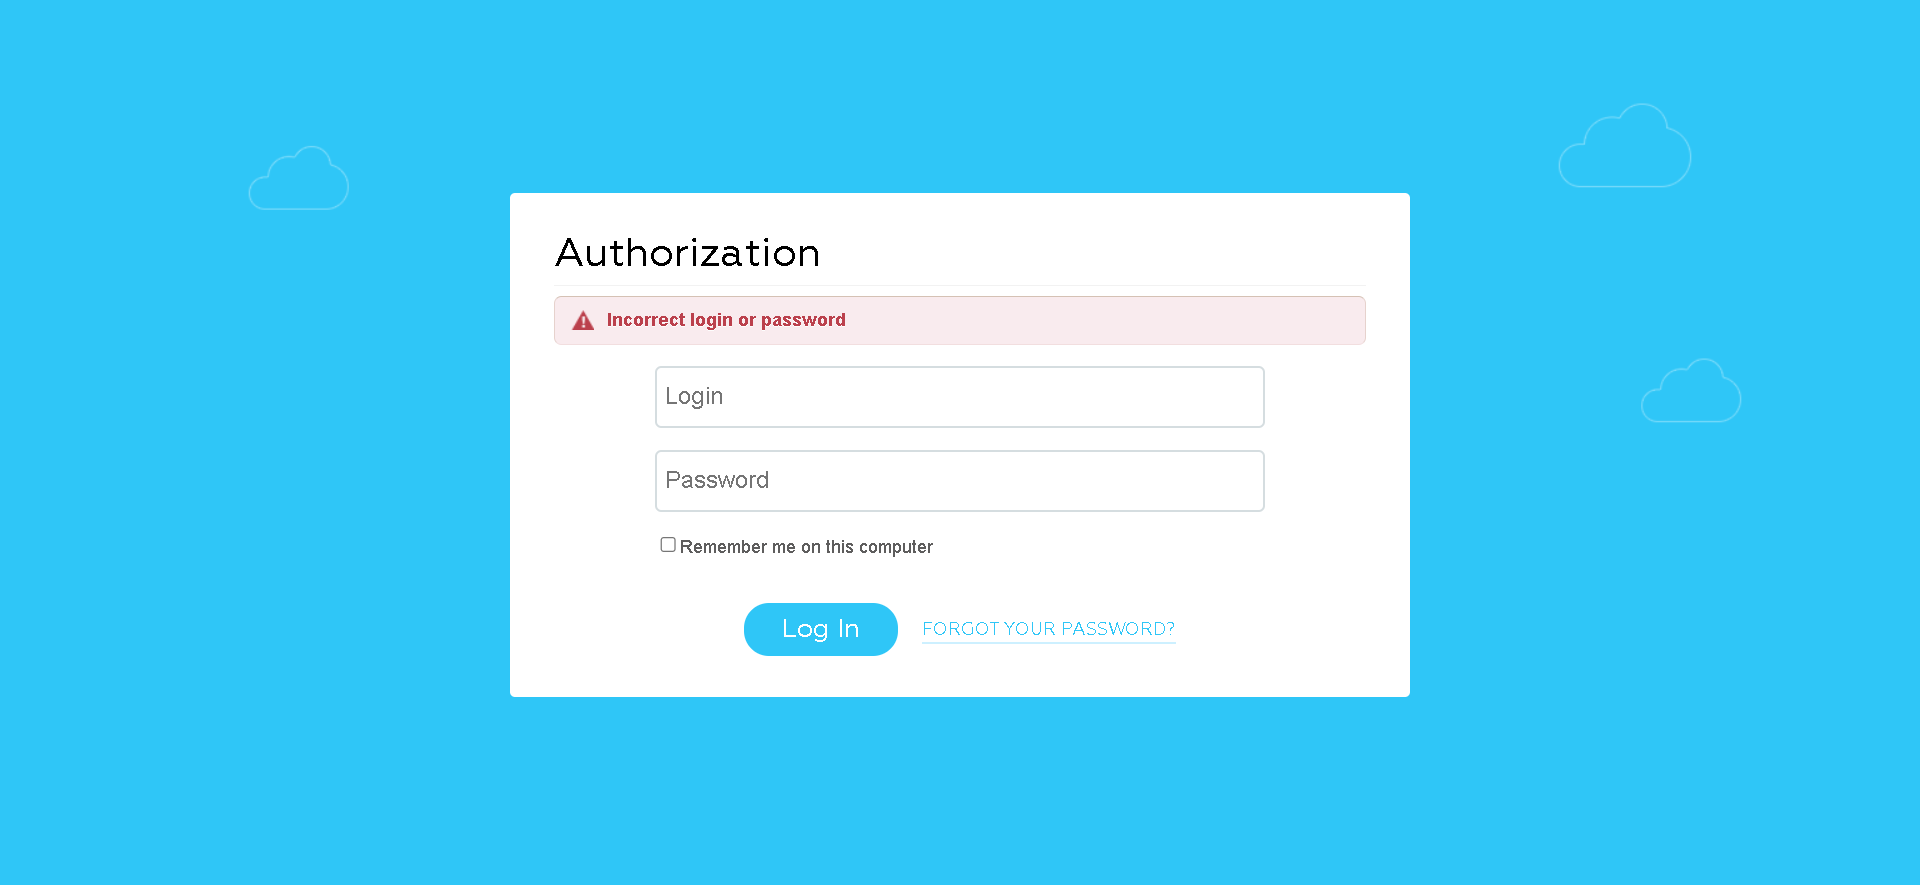 Authorization
Incorrect login or password
Login
Password
Remember me on this computer
Log In
FORGOT YOUR PASSWORD?